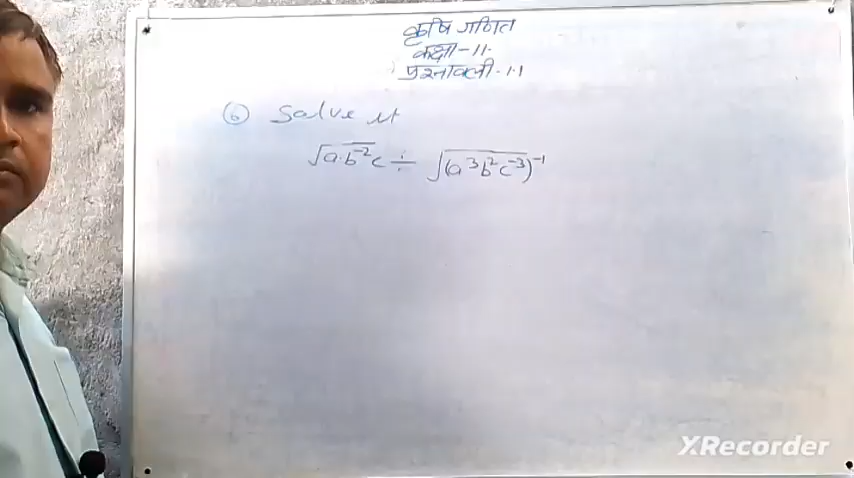 कृषि गणित
कक्षा-11.
प्रश्नावली.1.1
⑥ Solve it
√a.b⁻²c ÷ √(a³b²c⁻³)⁻¹
XRecorder